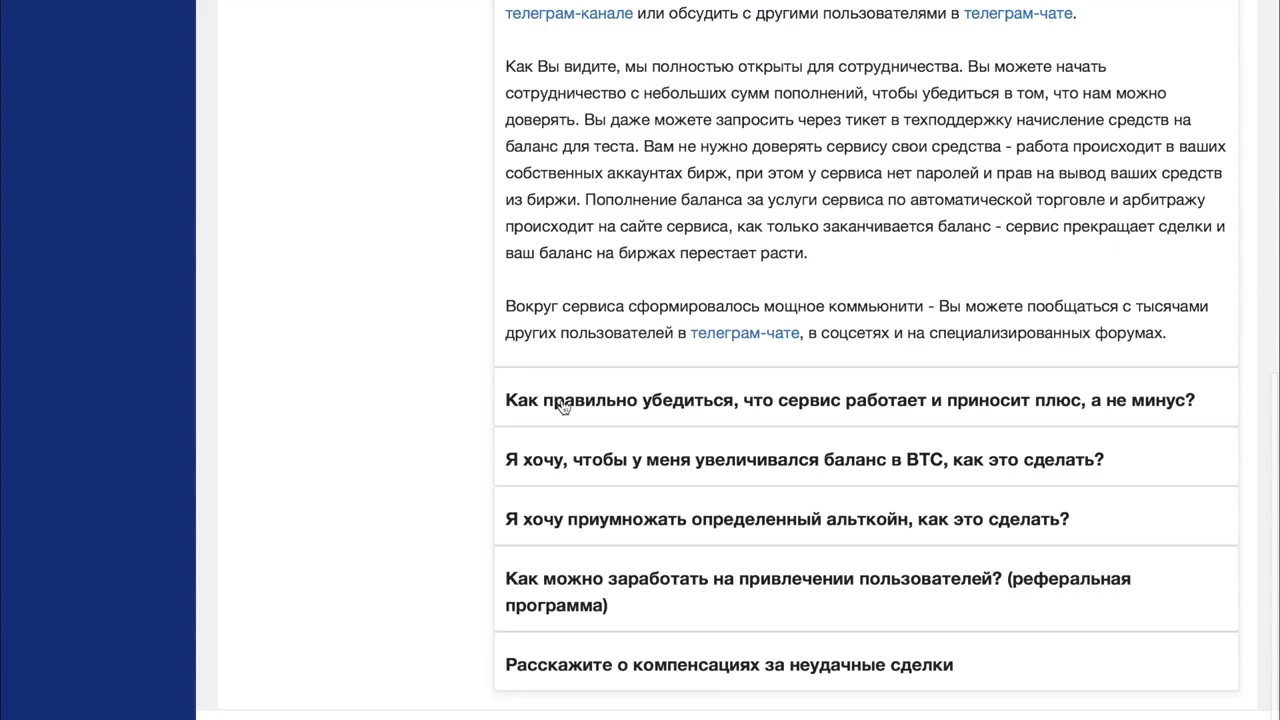 телеграм-канале или обсудить с другими пользователями в телеграм-чате.
Как Вы видите, мы полностью открыты для сотрудничества. Вы можете начать
сотрудничество с небольших сумм пополнений, чтобы убедиться в том, что нам можно
доверять. Вы даже можете запросить через тикет в техподдержку начисление средств на
баланс для теста. Вам не нужно доверять сервису свои средства - работа происходит в ваших
собственных аккаунтах бирж, при этом у сервиса нет паролей и прав на вывод ваших средств
из биржи. Пополнение баланса за услуги сервиса по автоматической торговле и арбитражу
происходит на сайте сервиса, как только заканчивается баланс - сервис прекращает сделки и
ваш баланс на биржах перестает расти.
Вокруг сервиса сформировалось мощное коммьюнити - Вы можете пообщаться с тысячами
других пользователей в телеграм-чате, в соцсетях и на специализированных форумах.
Как правильно убедиться, что сервис работает и приносит плюс, а не минус?
Я хочу, чтобы у меня увеличивался баланс в BTC, как это сделать?
Я хочу приумножать определенный альткойн, как это сделать?
Как можно заработать на привлечении пользователей? (реферальная
программа)
Расскажите о компенсациях за неудачные сделки